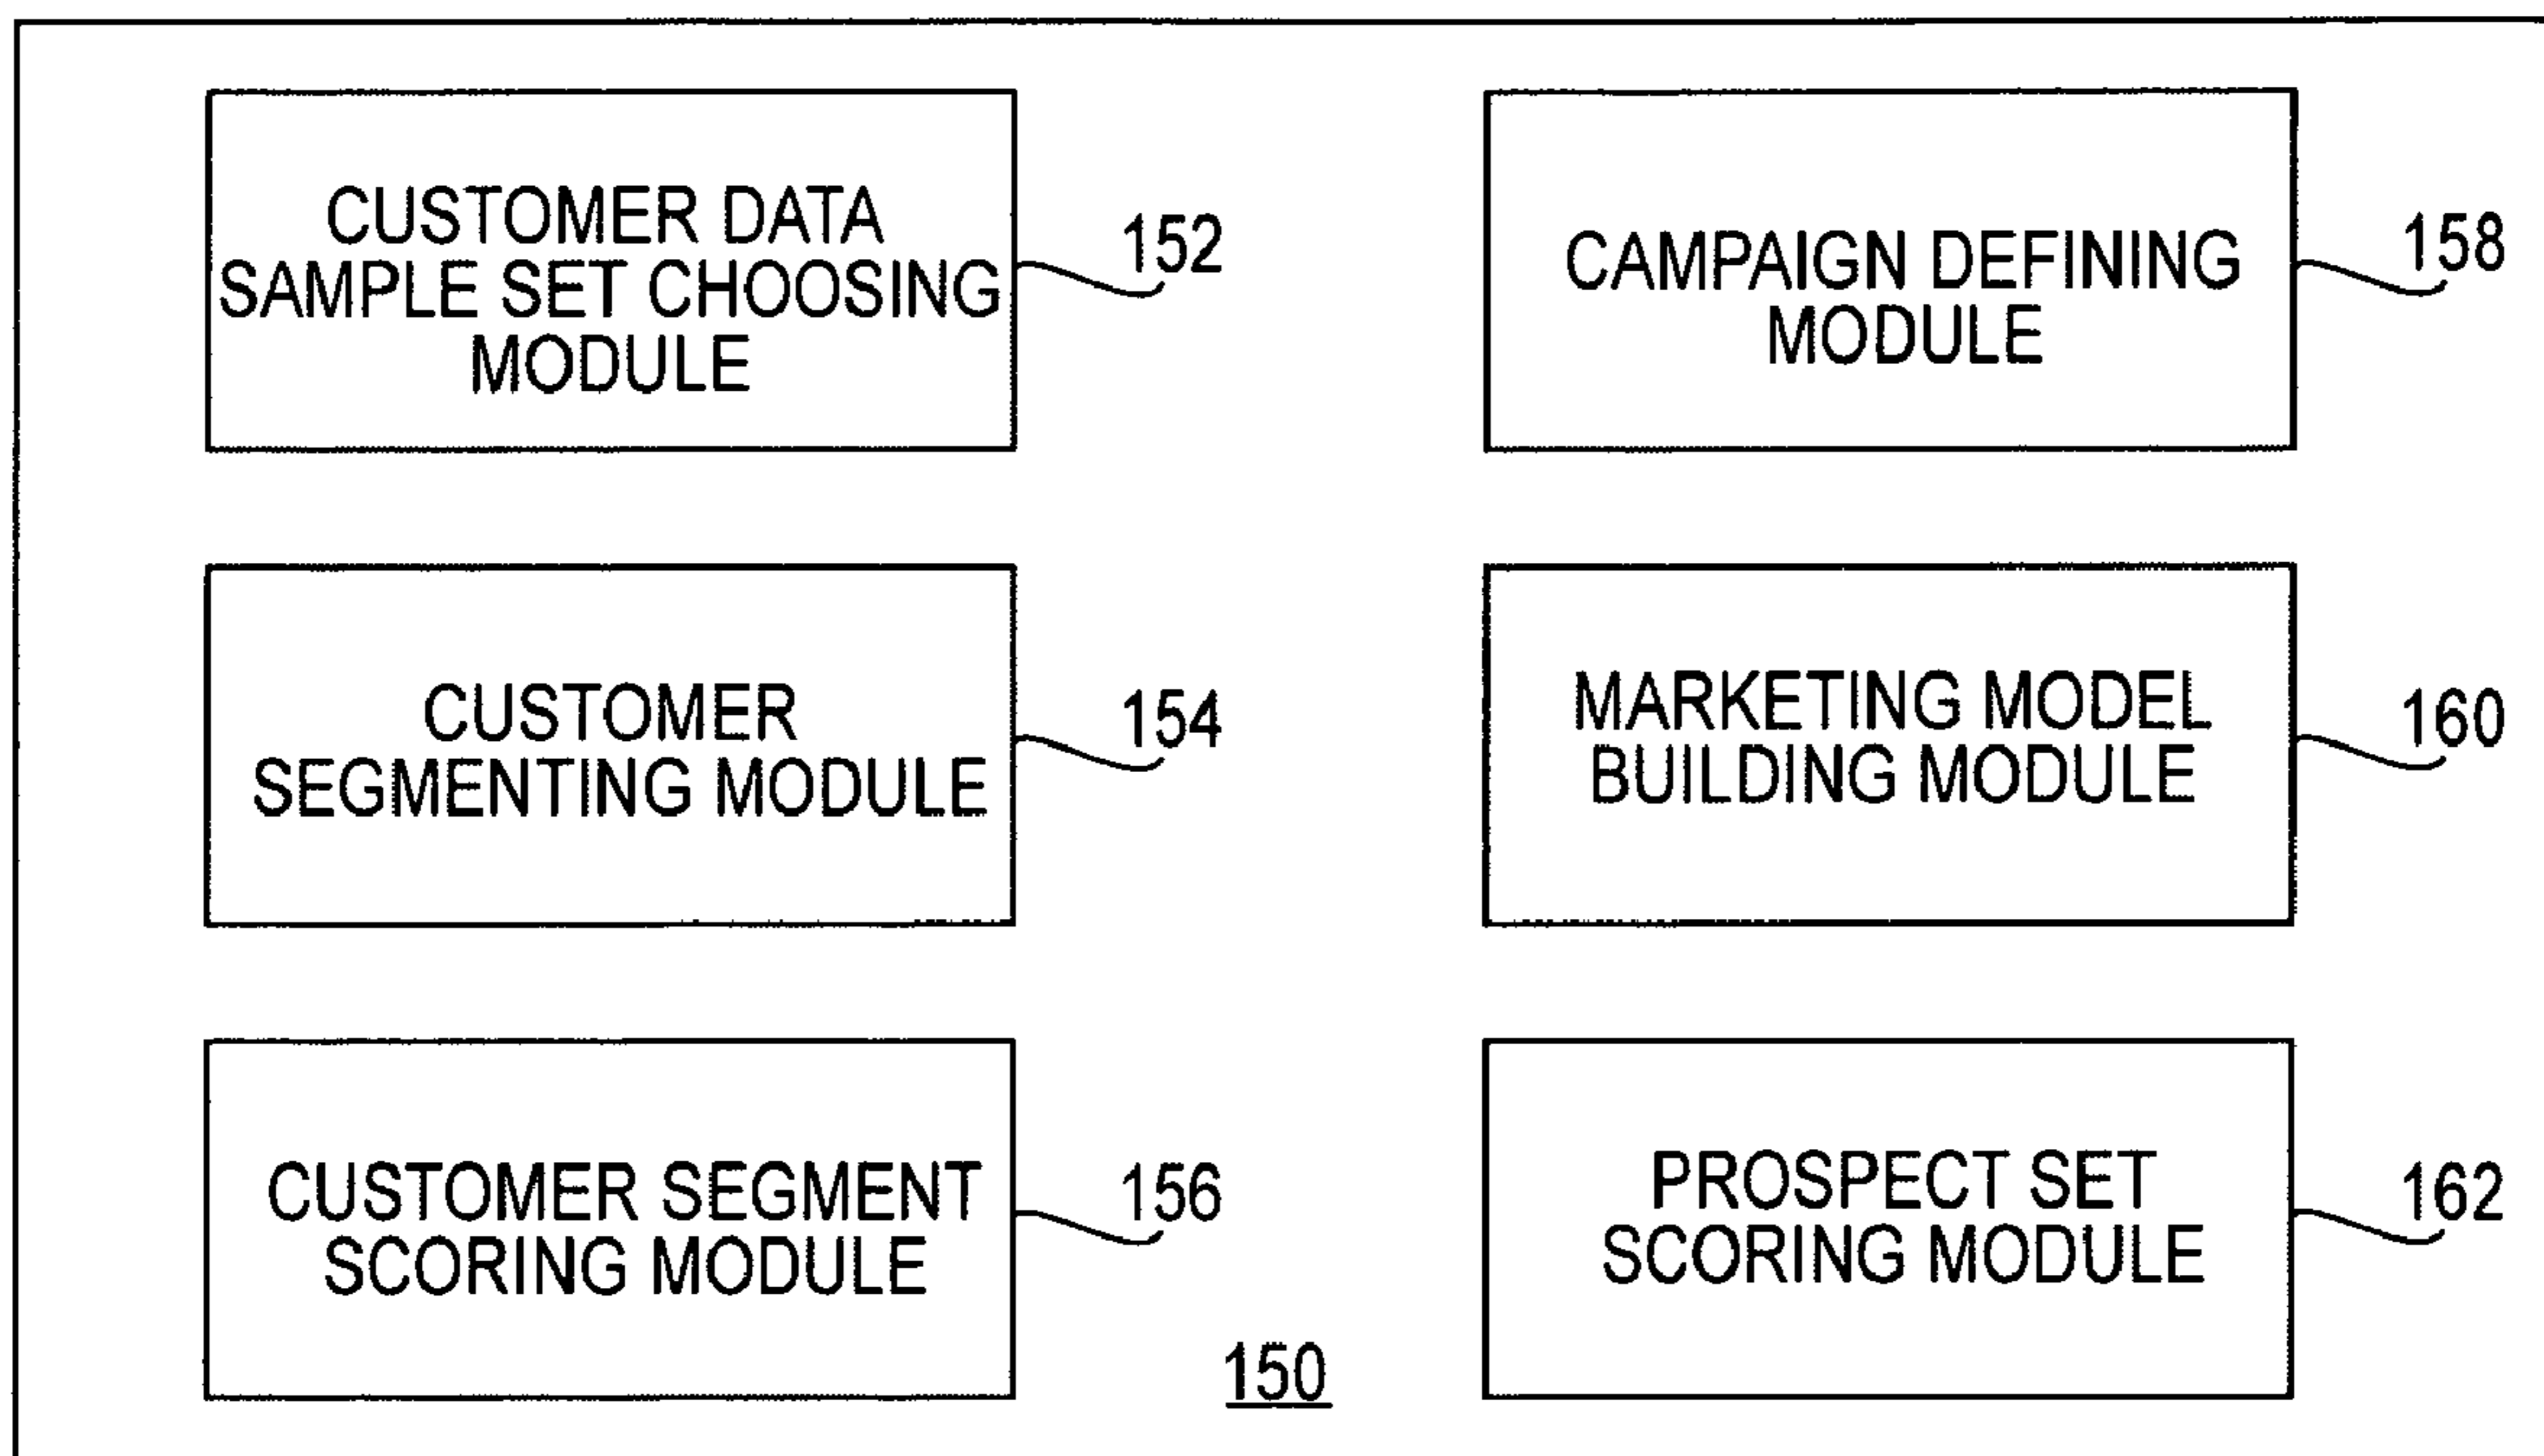 CUSTOMER DATA
SAMPLE SET CHOOSING
MODULE
152
CUSTOMER
SEGMENTING MODULE
154
CUSTOMER SEGMENT
SCORING MODULE
156
CAMPAIGN DEFINING
MODULE
158
MARKETING MODEL
BUILDING MODULE
160
PROSPECT SET
SCORING MODULE
162
150